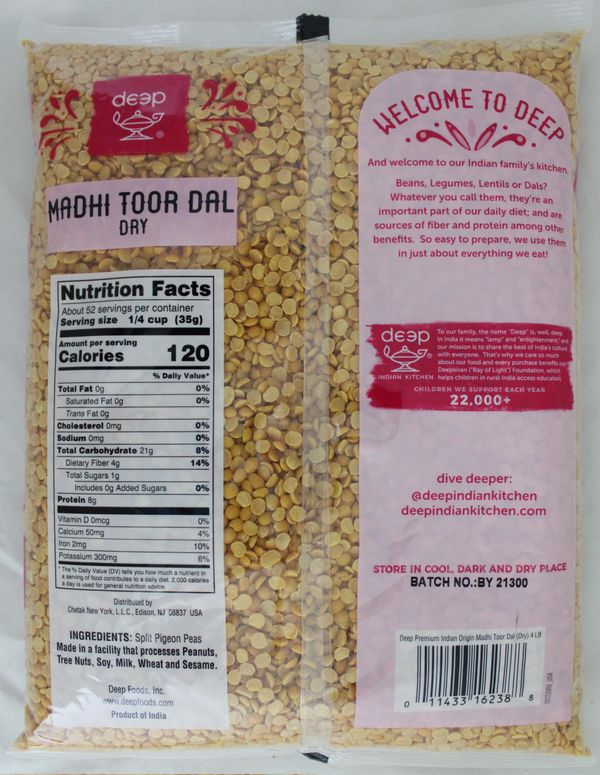 deep
®
MADHI TOOR DAL
DRY
Nutrition Facts
About 52 servings per container
Serving size 1/4 cup (35g)
Amount per serving
Calories 120
% Daily Value*
Total Fat 0g 0%
Saturated Fat 0g 0%
Trans Fat 0g
Cholesterol 0mg 0%
Sodium 0mg 0%
Total Carbohydrate 21g 8%
Dietary Fiber 4g 14%
Total Sugars 1g
Includes 0g Added Sugars 0%
Protein 8g
Vitamin D 0mcg 0%
Calcium 50mg 4%
Iron 2mg 10%
Potassium 300mg 6%
* The % Daily Value (DV) tells you how much a nutrient in
a serving of food contributes to a daily diet. 2,000 calories
a day is used for general nutrition advice.
Distributed by
Chetak New York, L.L.C., Edison, NJ 08837 USA
INGREDIENTS: Split Pigeon Peas
Made in a facility that processes Peanuts,
Tree Nuts, Soy, Milk, Wheat and Sesame.
Deep Foods, Inc.
www.deepfoods.com
Product of India
WELCOME TO DEEP
And welcome to our Indian family's kitchen.
Beans, Legumes, Lentils or Dals?
Whatever you call them, they're an
important part of our daily diet; and are
sources of fiber and protein among other
benefits. So easy to prepare, we use them
in just about everything we eat!
deep
®
INDIAN KITCHEN
To our family, the name "Deep" is, well, deep.
In India it means "lamp" and "enlightenment," and
our mission is to share the best of India's culture
with everyone. That's why we care so much
about our food and every purchase benefits our
Deepkiran ("Ray of Light") Foundation, which
helps children in rural India access education.
CHILDREN WE SUPPORT EACH YEAR
22,000+
dive deeper:
@deepindiankitchen
deepindiankitchen.com
STORE IN COOL, DARK AND DRY PLACE
BATCH NO.:BY 21300
Deep Premium Indian Origin Madhi Toor Dal (Dry) 4 LB
0 11433 16238 8